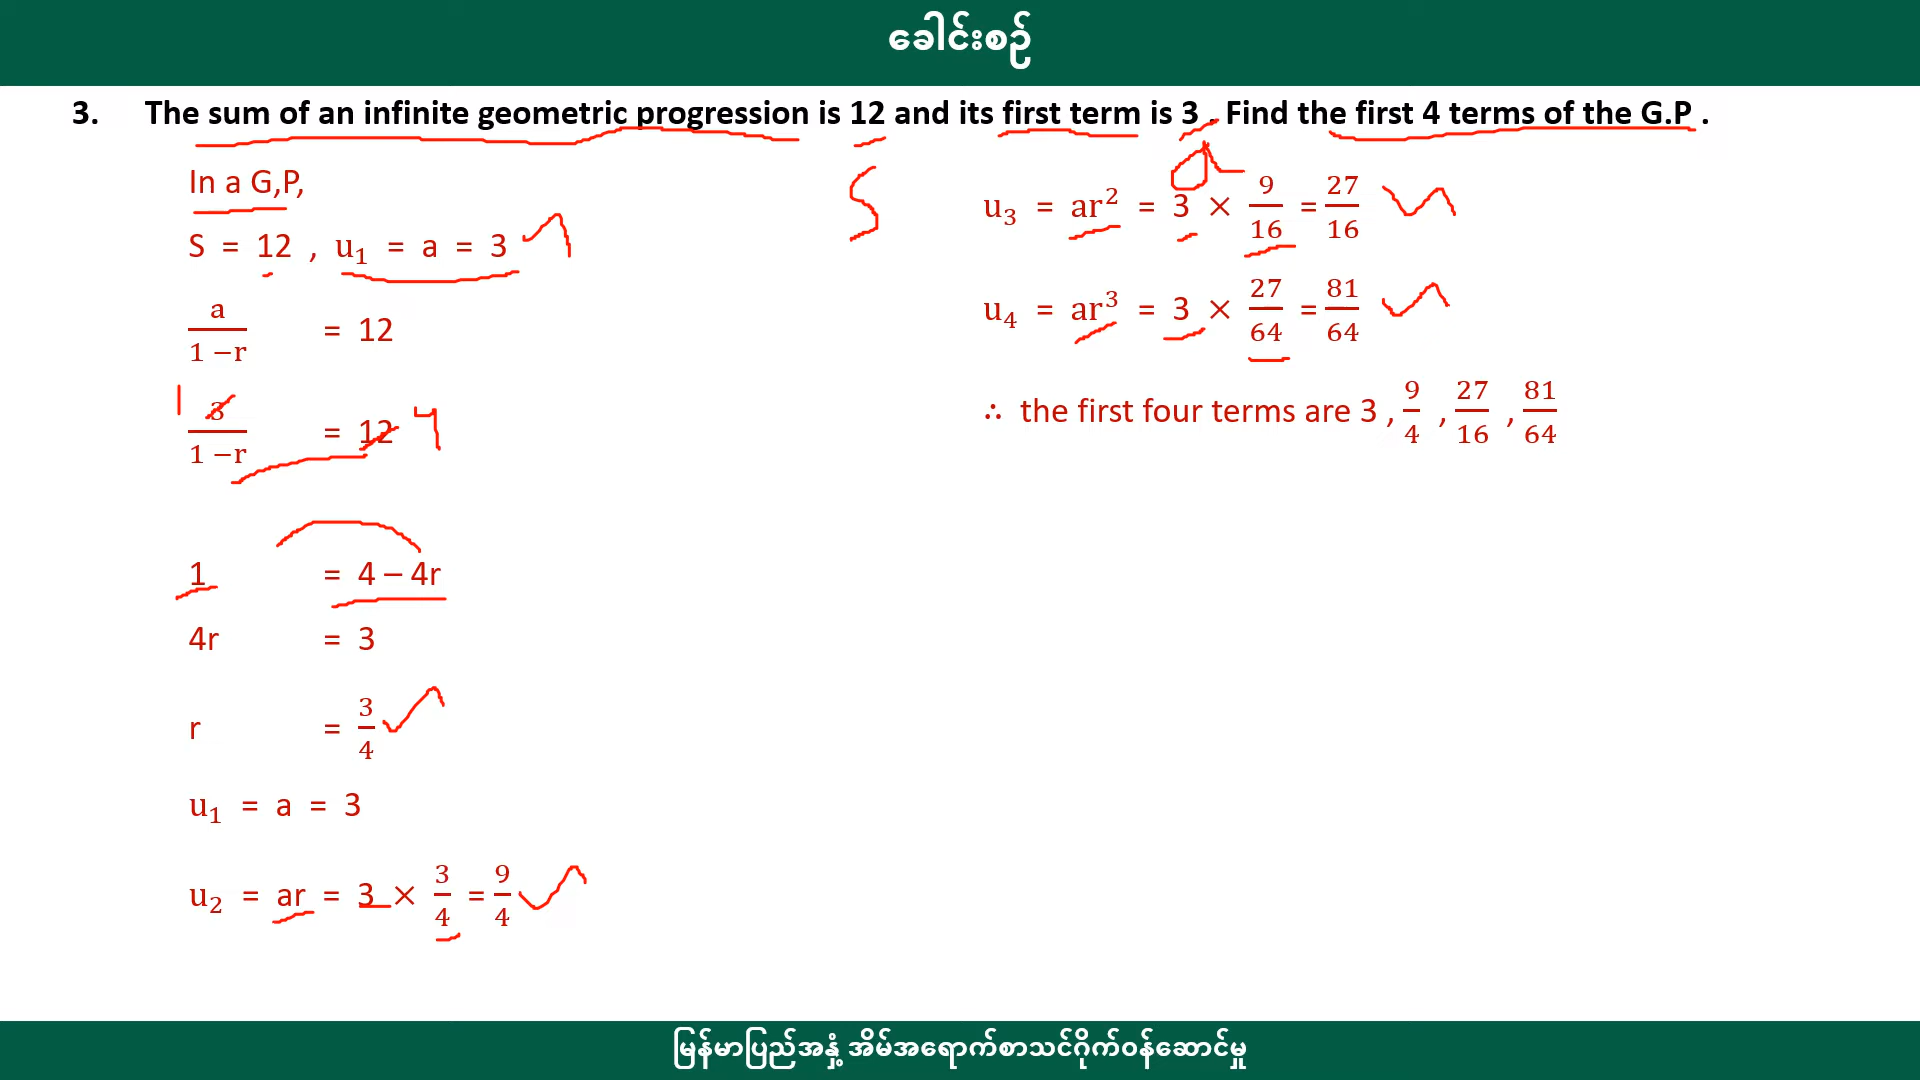 ခေါင်းစဉ်
3. The sum of an infinite geometric progression is 12 and its first term is 3 . Find the first 4 terms of the G.P .
In a G,P,
S = 12 , u₁ = a = 3
a/(1 −r) = 12
1 3/(1 −r) = 12 4
1 = 4 – 4r
4r = 3
r = 3/4
u₁ = a = 3
u₂ = ar = 3 × 3/4 = 9/4
S
a
u₃ = ar² = 3 × 9/16 = 27/16
u₄ = ar³ = 3 × 27/64 = 81/64
∴ the first four terms are 3 , 9/4 , 27/16 , 81/64
မြန်မာပြည်အနှံ့ အိမ်အရောက်စာသင်ဂိုက်ဝန်ဆောင်မှု